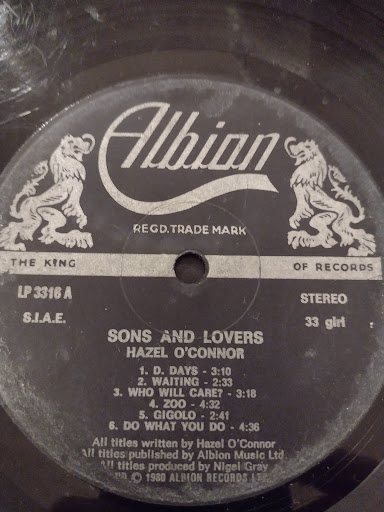 Albion
REGD. TRADE MARK
THE KING OF RECORDS
LP 3316 A
STEREO
S.I.A.E.
33 giri
SONS AND LOVERS
HAZEL O'CONNOR
1. D. DAYS - 3:10
2. WAITING - 2:33
3. WHO WILL CARE? - 3:18
4. ZOO - 4:32
5. GIGOLO - 2:41
6. DO WHAT YOU DO - 4:36
All titles written by Hazel O'Connor
All titles published by Albion Music Ltd
All titles produced by Nigel Gray
© 1980 ALBION RECORDS